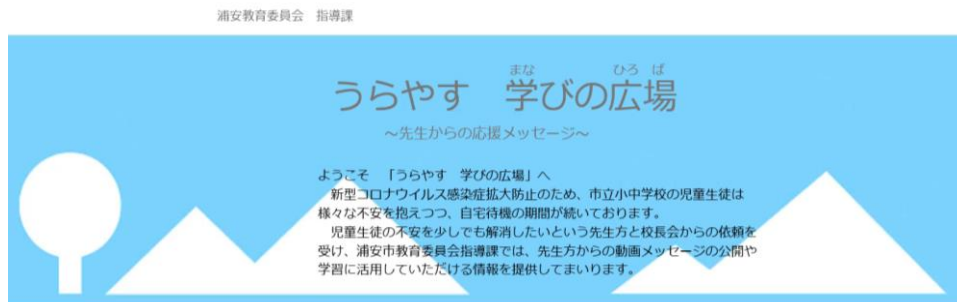 浦安教育委員会　指導課
うらやす　学びの広場
まな　ひろ　ば
～先生からの応援メッセージ～
ようこそ　「うらやす　学びの広場」へ
　新型コロナウイルス感染症拡大防止のため、市立小中学校の児童生徒は
様々な不安を抱えつつ、自宅待機の期間が続いております。
　児童生徒の不安を少しでも解消したいという先生方と校長会からの依頼を
受け、浦安市教育委員会指導課では、先生方からの動画メッセージの公開や
学習に活用していただける情報を提供してまいります。